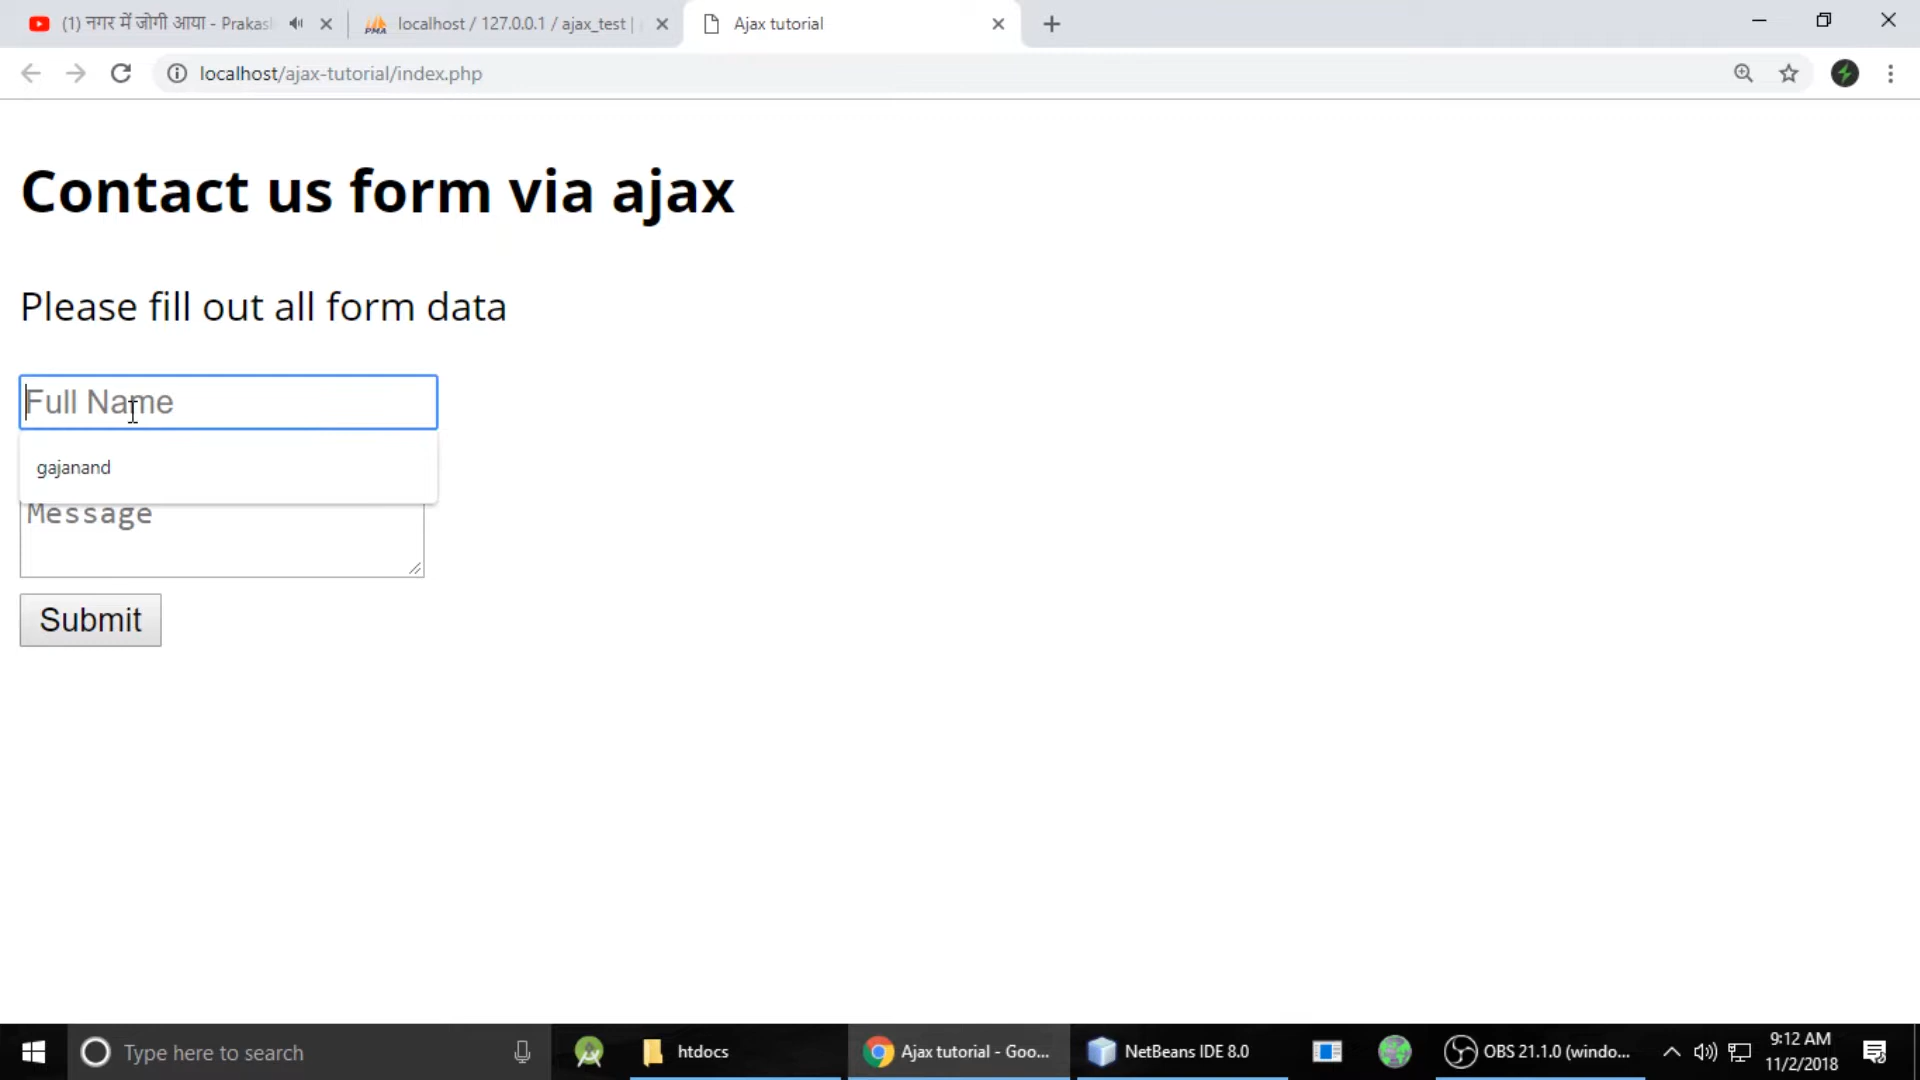 (1) नगर में जोगी आया - Prakas
localhost / 127.0.0.1 / ajax_test |
Ajax tutorial
localhost/ajax-tutorial/index.php
Contact us form via ajax
Please fill out all form data
Full Name
gajanand
Message
Submit
Type here to search
htdocs
Ajax tutorial - Goo...
NetBeans IDE 8.0
OBS 21.1.0 (windo...
9:12 AM
11/2/2018